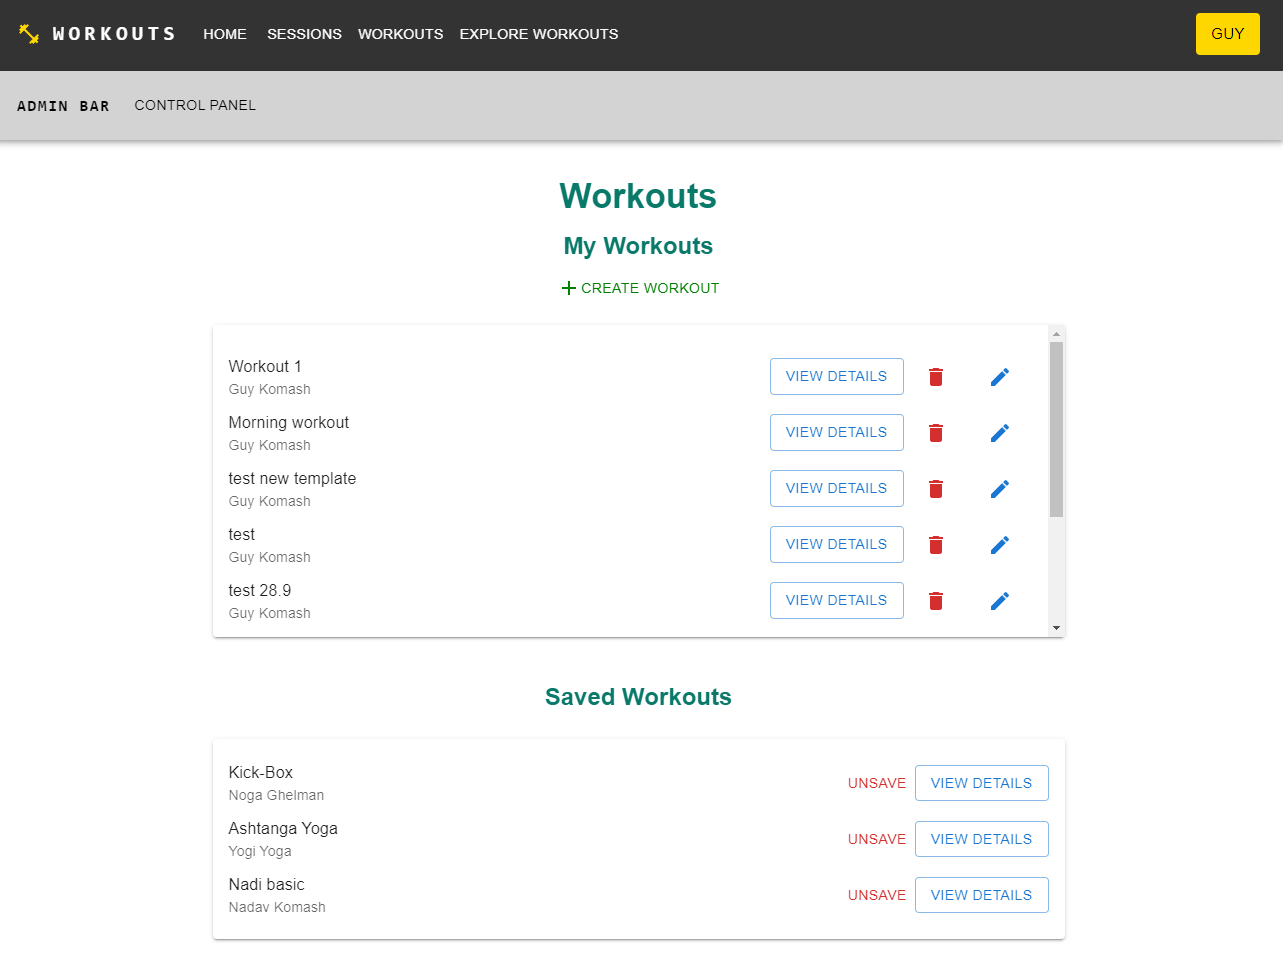 WORKOUTS HOME SESSIONS WORKOUTS EXPLORE WORKOUTS GUY
ADMIN BAR CONTROL PANEL
Workouts
My Workouts
CREATE WORKOUT
Workout 1
Guy Komash
VIEW DETAILS
Morning workout
Guy Komash
VIEW DETAILS
test new template
Guy Komash
VIEW DETAILS
test
Guy Komash
VIEW DETAILS
test 28.9
Guy Komash
VIEW DETAILS
Saved Workouts
Kick-Box
Noga Ghelman
UNSAVE VIEW DETAILS
Ashtanga Yoga
Yogi Yoga
UNSAVE VIEW DETAILS
Nadi basic
Nadav Komash
UNSAVE VIEW DETAILS